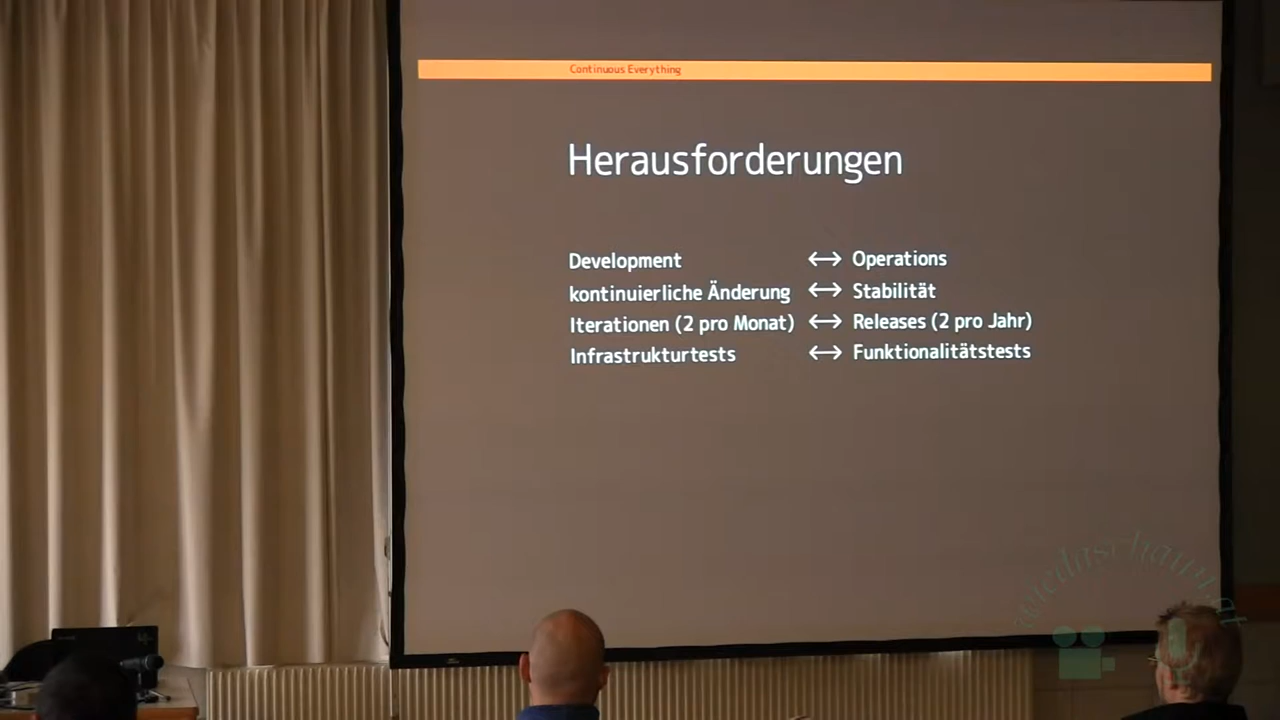 Continuous Everything
Herausforderungen
Development ↔ Operations
kontinuierliche Änderung ↔ Stabilität
Iterationen (2 pro Monat) ↔ Releases (2 pro Jahr)
Infrastrukturtests ↔ Funktionalitätstests